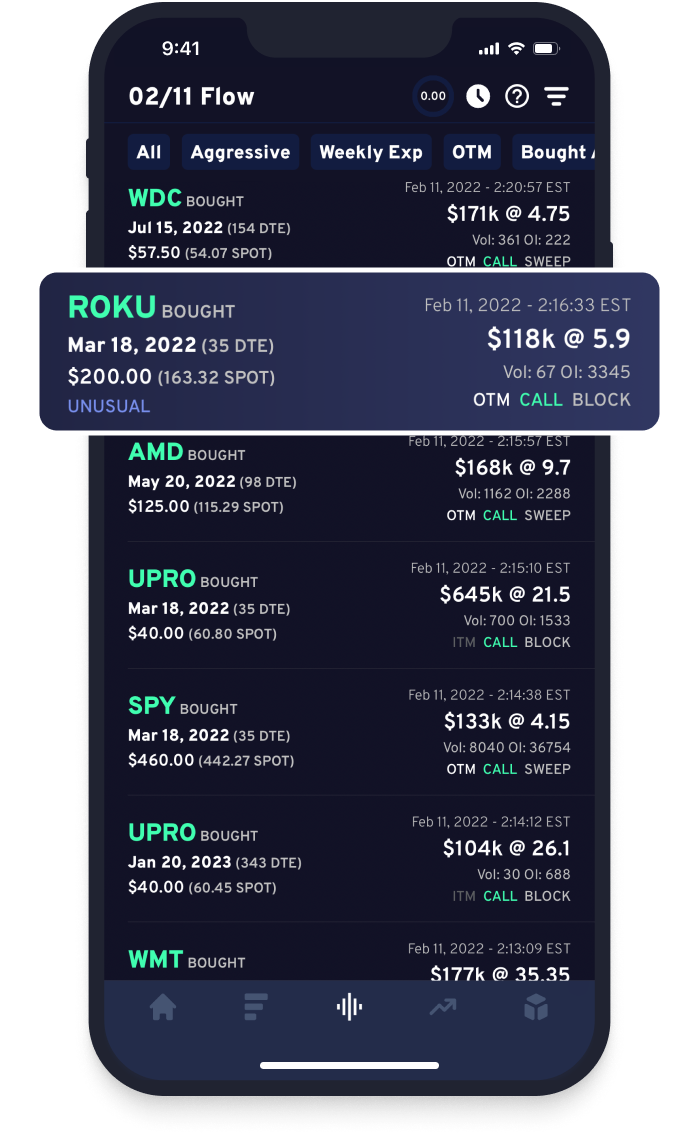 9:41
02/11 Flow
0.00
All Aggressive Weekly Exp OTM Bought
WDC BOUGHT
Feb 11, 2022 - 2:20:57 EST
Jul 15, 2022 (154 DTE)
$171k @ 4.75
$57.50 (54.07 SPOT)
Vol: 361 OI: 222
OTM CALL SWEEP
ROKU BOUGHT
Feb 11, 2022 - 2:16:33 EST
Mar 18, 2022 (35 DTE)
$118k @ 5.9
$200.00 (163.32 SPOT)
Vol: 67 OI: 3345
UNUSUAL
OTM CALL BLOCK
AMD BOUGHT
Feb 11, 2022 - 2:15:57 EST
May 20, 2022 (98 DTE)
$168k @ 9.7
$125.00 (115.29 SPOT)
Vol: 1162 OI: 2288
OTM CALL SWEEP
UPRO BOUGHT
Feb 11, 2022 - 2:15:10 EST
Mar 18, 2022 (35 DTE)
$645k @ 21.5
$40.00 (60.80 SPOT)
Vol: 700 OI: 1533
ITM CALL BLOCK
SPY BOUGHT
Feb 11, 2022 - 2:14:38 EST
Mar 18, 2022 (35 DTE)
$133k @ 4.15
$460.00 (442.27 SPOT)
Vol: 8040 OI: 36754
OTM CALL SWEEP
UPRO BOUGHT
Feb 11, 2022 - 2:14:12 EST
Jan 20, 2023 (343 DTE)
$104k @ 26.1
$40.00 (60.45 SPOT)
Vol: 30 OI: 688
ITM CALL BLOCK
WMT BOUGHT
Feb 11, 2022 - 2:13:09 EST
$177k @ 35.35